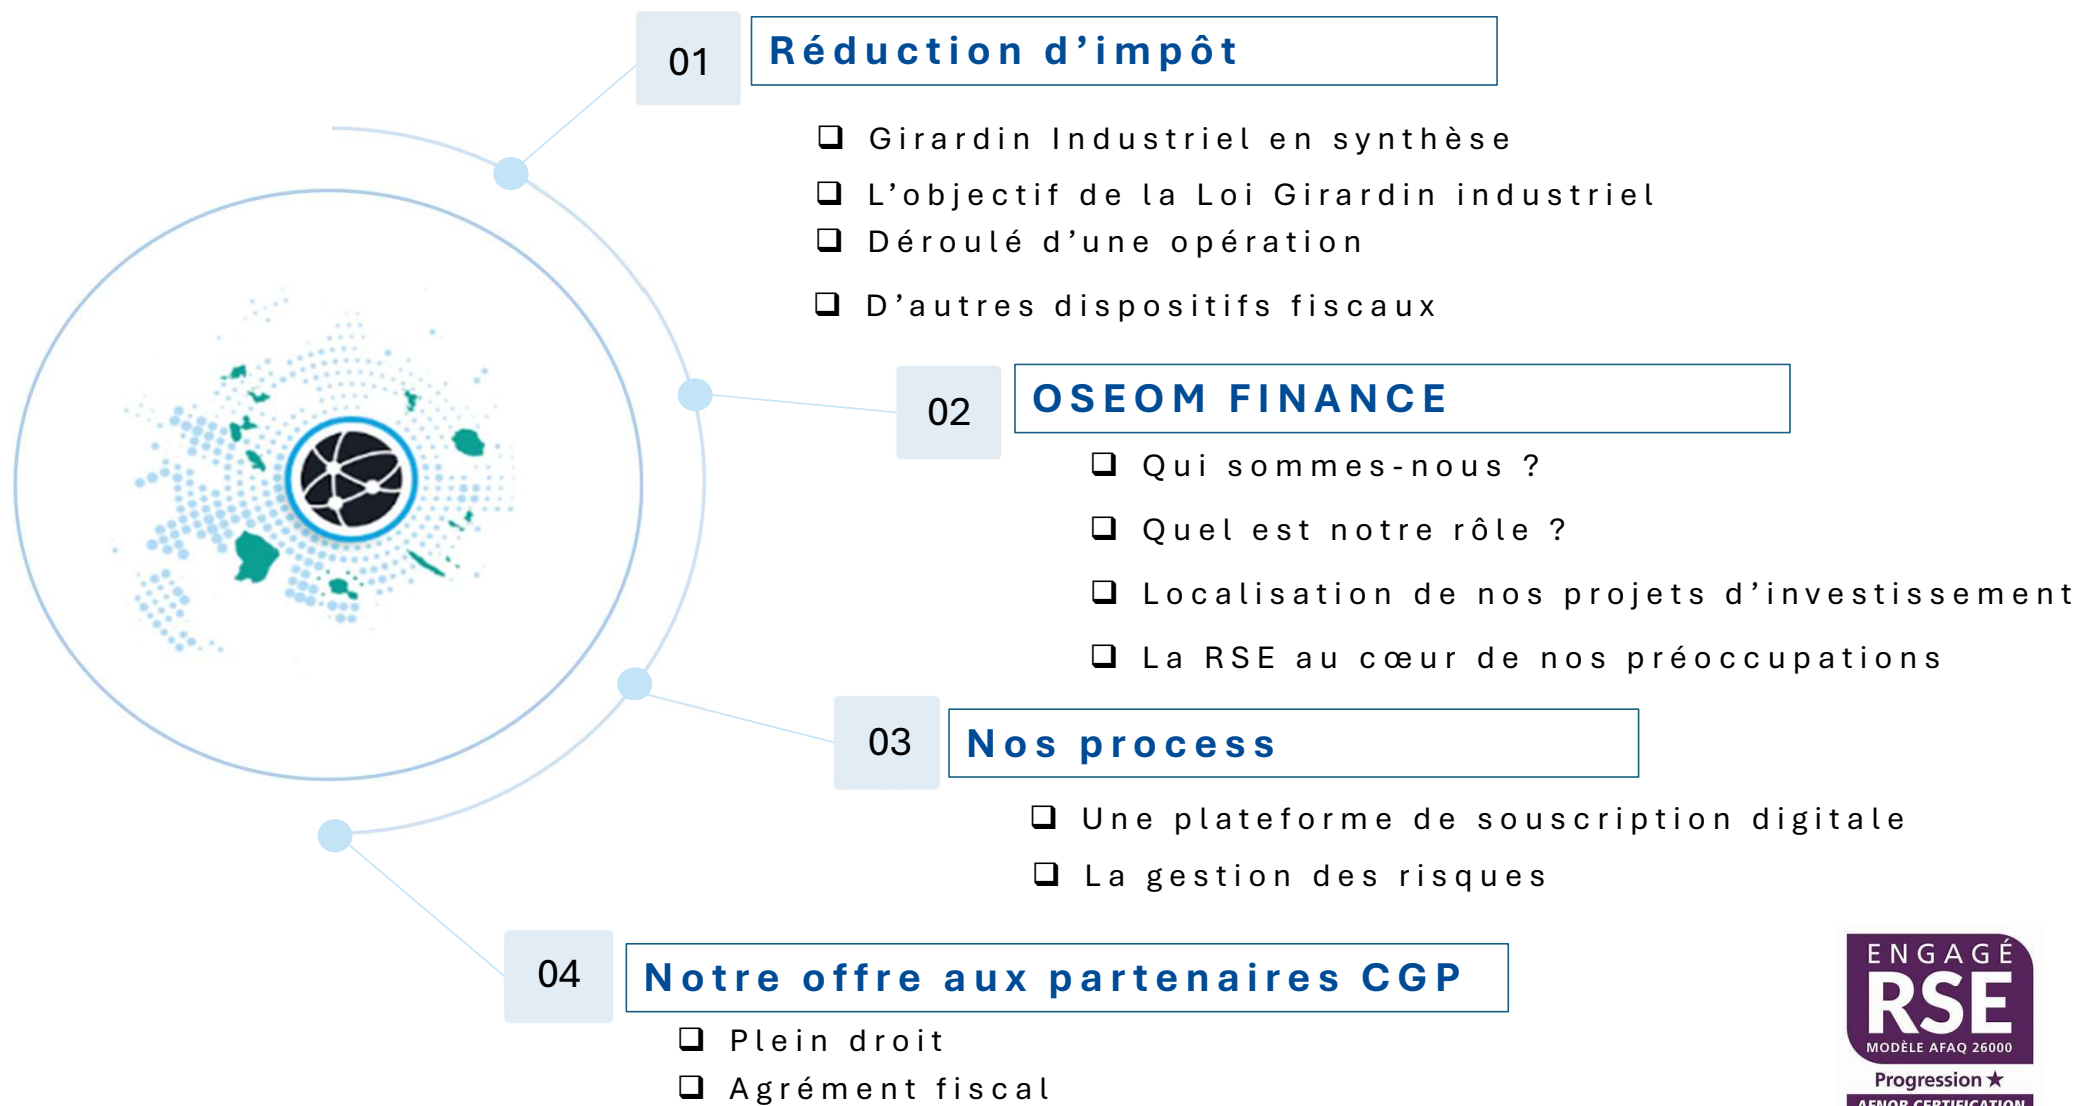 01
Réduction d’impôt
❑ Girardin Industriel en synthèse
❑ L’objectif de la Loi Girardin industriel
❑ Déroulé d’une opération
❑ D’autres dispositifs fiscaux
02
OSEOM FINANCE
❑ Qui sommes-nous ?
❑ Quel est notre rôle ?
❑ Localisation de nos projets d’investissement
❑ La RSE au cœur de nos préoccupations
03
Nos process
❑ Une plateforme de souscription digitale
❑ La gestion des risques
04
Notre offre aux partenaires CGP
❑ Plein droit
❑ Agrément fiscal
ENGAGÉ
RSE
MODÈLE AFAQ 26000
Progression ★
AFNOR CERTIFICATION